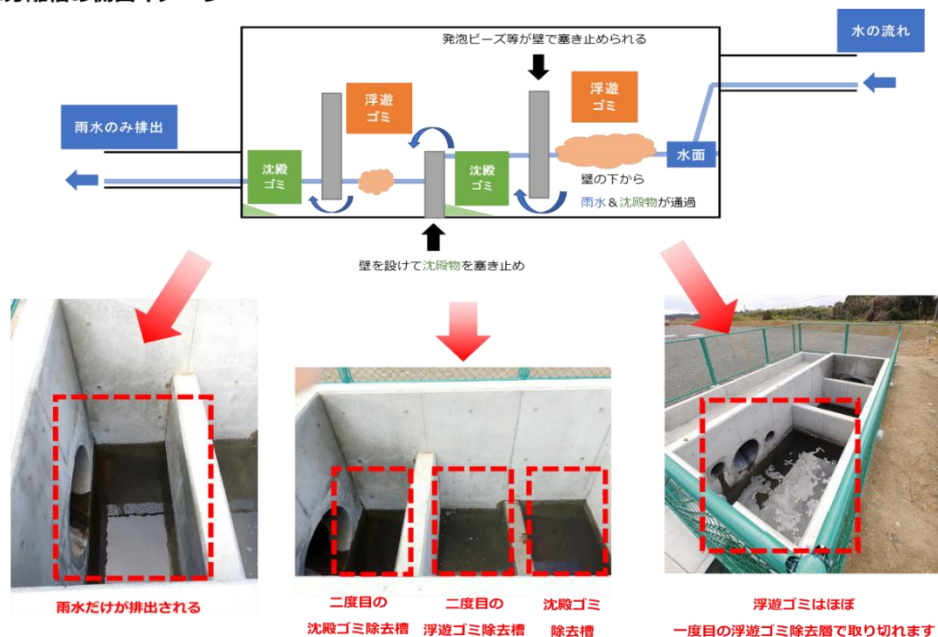 発泡ビーズ等が壁で塞き止められる
水の流れ
浮遊
ゴミ
浮遊
ゴミ
雨水のみ排出
水面
沈殿
ゴミ
沈殿
ゴミ
壁の下から
雨水&沈殿物が通過
壁を設けて沈殿物を塞き止め
雨水だけが排出される
二度目の
沈殿ゴミ除去槽
二度目の
浮遊ゴミ除去槽
沈殿ゴミ
除去槽
浮遊ゴミはほぼ
一度目の浮遊ゴミ除去層で取り切れます